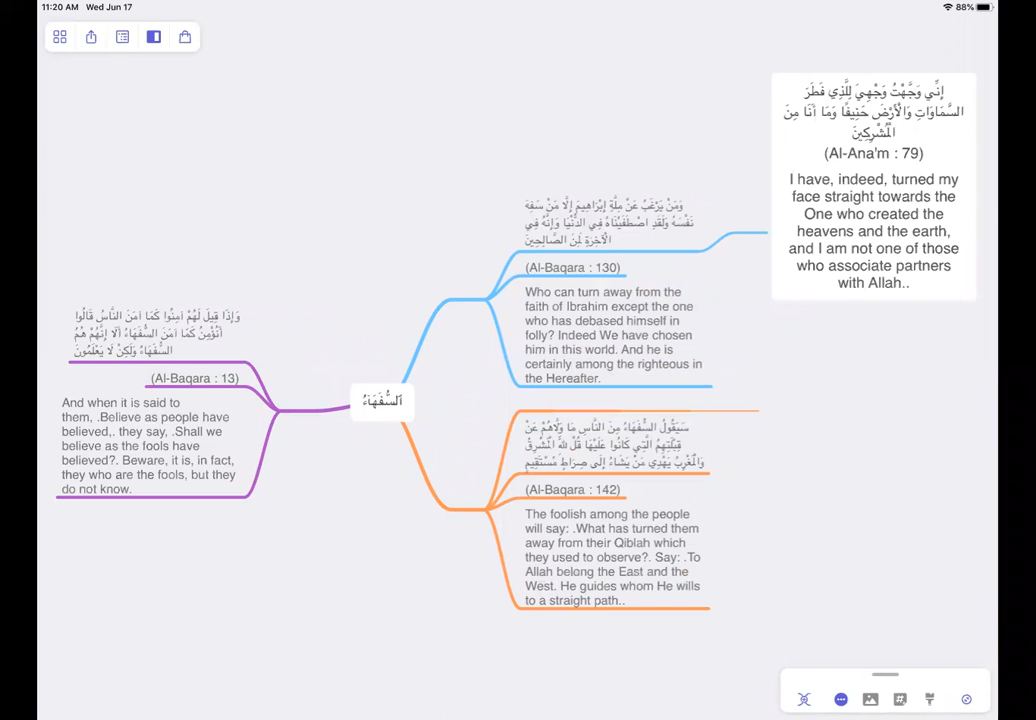 11:20 AM Wed Jun 17
88%
إِنِّي وَجَّهْتُ وَجْهِيَ لِلَّذِي فَطَرَ
السَّمَاوَاتِ وَالْأَرْضَ حَنِيفًا وَمَا أَنَا مِنَ
الْمُشْرِكِينَ
(Al-Ana'm : 79)
I have, indeed, turned my
face straight towards the
One who created the
heavens and the earth,
and I am not one of those
who associate partners
with Allah..
وَمَنْ يَرْغَبُ عَنْ مِلَّةِ إِبْرَاهِيمَ إِلَّا مَنْ سَفِهَ
نَفْسَهُ وَلَقَدِ اصْطَفَيْنَاهُ فِي الدُّنْيَا وَإِنَّهُ فِي
الْآخِرَةِ لَمِنَ الصَّالِحِينَ
(Al-Baqara : 130)
Who can turn away from the
faith of Ibrahim except the one
who has debased himself in
folly? Indeed We have chosen
him in this world. And he is
certainly among the righteous in
the Hereafter.
وَإِذَا قِيلَ لَهُمْ آمِنُوا كَمَا آمَنَ النَّاسُ قَالُوا
أَنُؤْمِنُ كَمَا آمَنَ السُّفَهَاءُ أَلَا إِنَّهُمْ هُمُ
السُّفَهَاءُ وَلَكِنْ لَا يَعْلَمُونَ
(Al-Baqara : 13)
And when it is said to
them, .Believe as people have
believed,. they say, .Shall we
believe as the fools have
believed?. Beware, it is, in fact,
they who are the fools, but they
do not know.
ٱلسُّفَهَاءُ
سَيَقُولُ السُّفَهَاءُ مِنَ النَّاسِ مَا وَلَّاهُمْ عَنْ
قِبْلَتِهِمُ الَّتِي كَانُوا عَلَيْهَا قُلْ لِلَّهِ الْمَشْرِقُ
وَالْمَغْرِبُ يَهْدِي مَنْ يَشَاءُ إِلَى صِرَاطٍ مُسْتَقِيمٍ
(Al-Baqara : 142)
The foolish among the people
will say: .What has turned them
away from their Qiblah which
they used to observe?. Say: .To
Allah belong the East and the
West. He guides whom He wills
to a straight path..